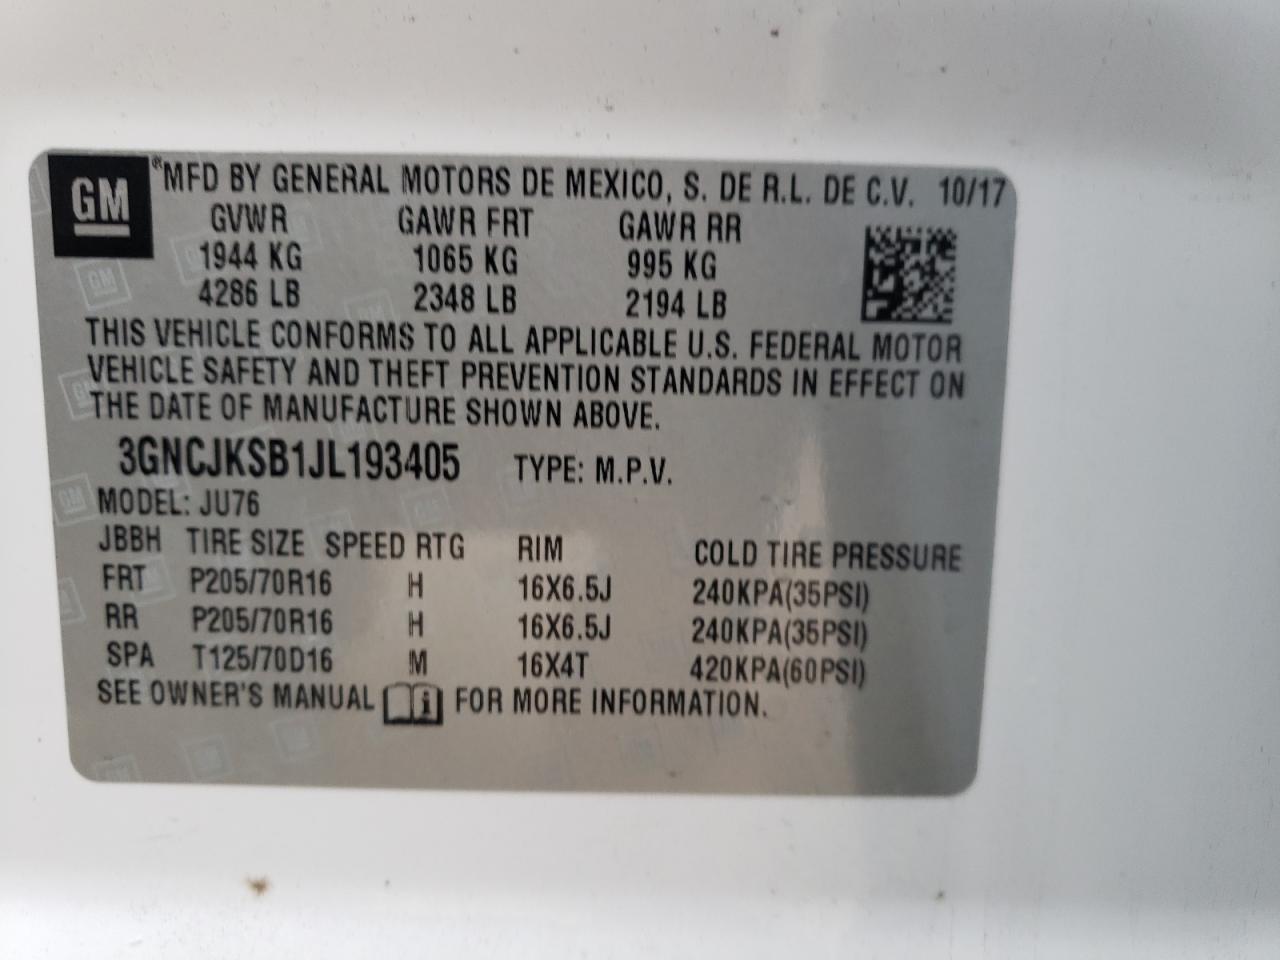 GM
®MFD BY GENERAL MOTORS DE MEXICO, S. DE R.L. DE C.V. 10/17
GVWR GAWR FRT GAWR RR
1944 KG 1065 KG 995 KG
4286 LB 2348 LB 2194 LB
THIS VEHICLE CONFORMS TO ALL APPLICABLE U.S. FEDERAL MOTOR
VEHICLE SAFETY AND THEFT PREVENTION STANDARDS IN EFFECT ON
THE DATE OF MANUFACTURE SHOWN ABOVE.
3GNCJKSB1JL193405 TYPE: M.P.V.
MODEL: JU76
JBBH TIRE SIZE SPEED RTG RIM COLD TIRE PRESSURE
FRT P205/70R16 H 16X6.5J 240KPA(35PSI)
RR P205/70R16 H 16X6.5J 240KPA(35PSI)
SPA T125/70D16 M 16X4T 420KPA(60PSI)
SEE OWNER'S MANUAL i FOR MORE INFORMATION.